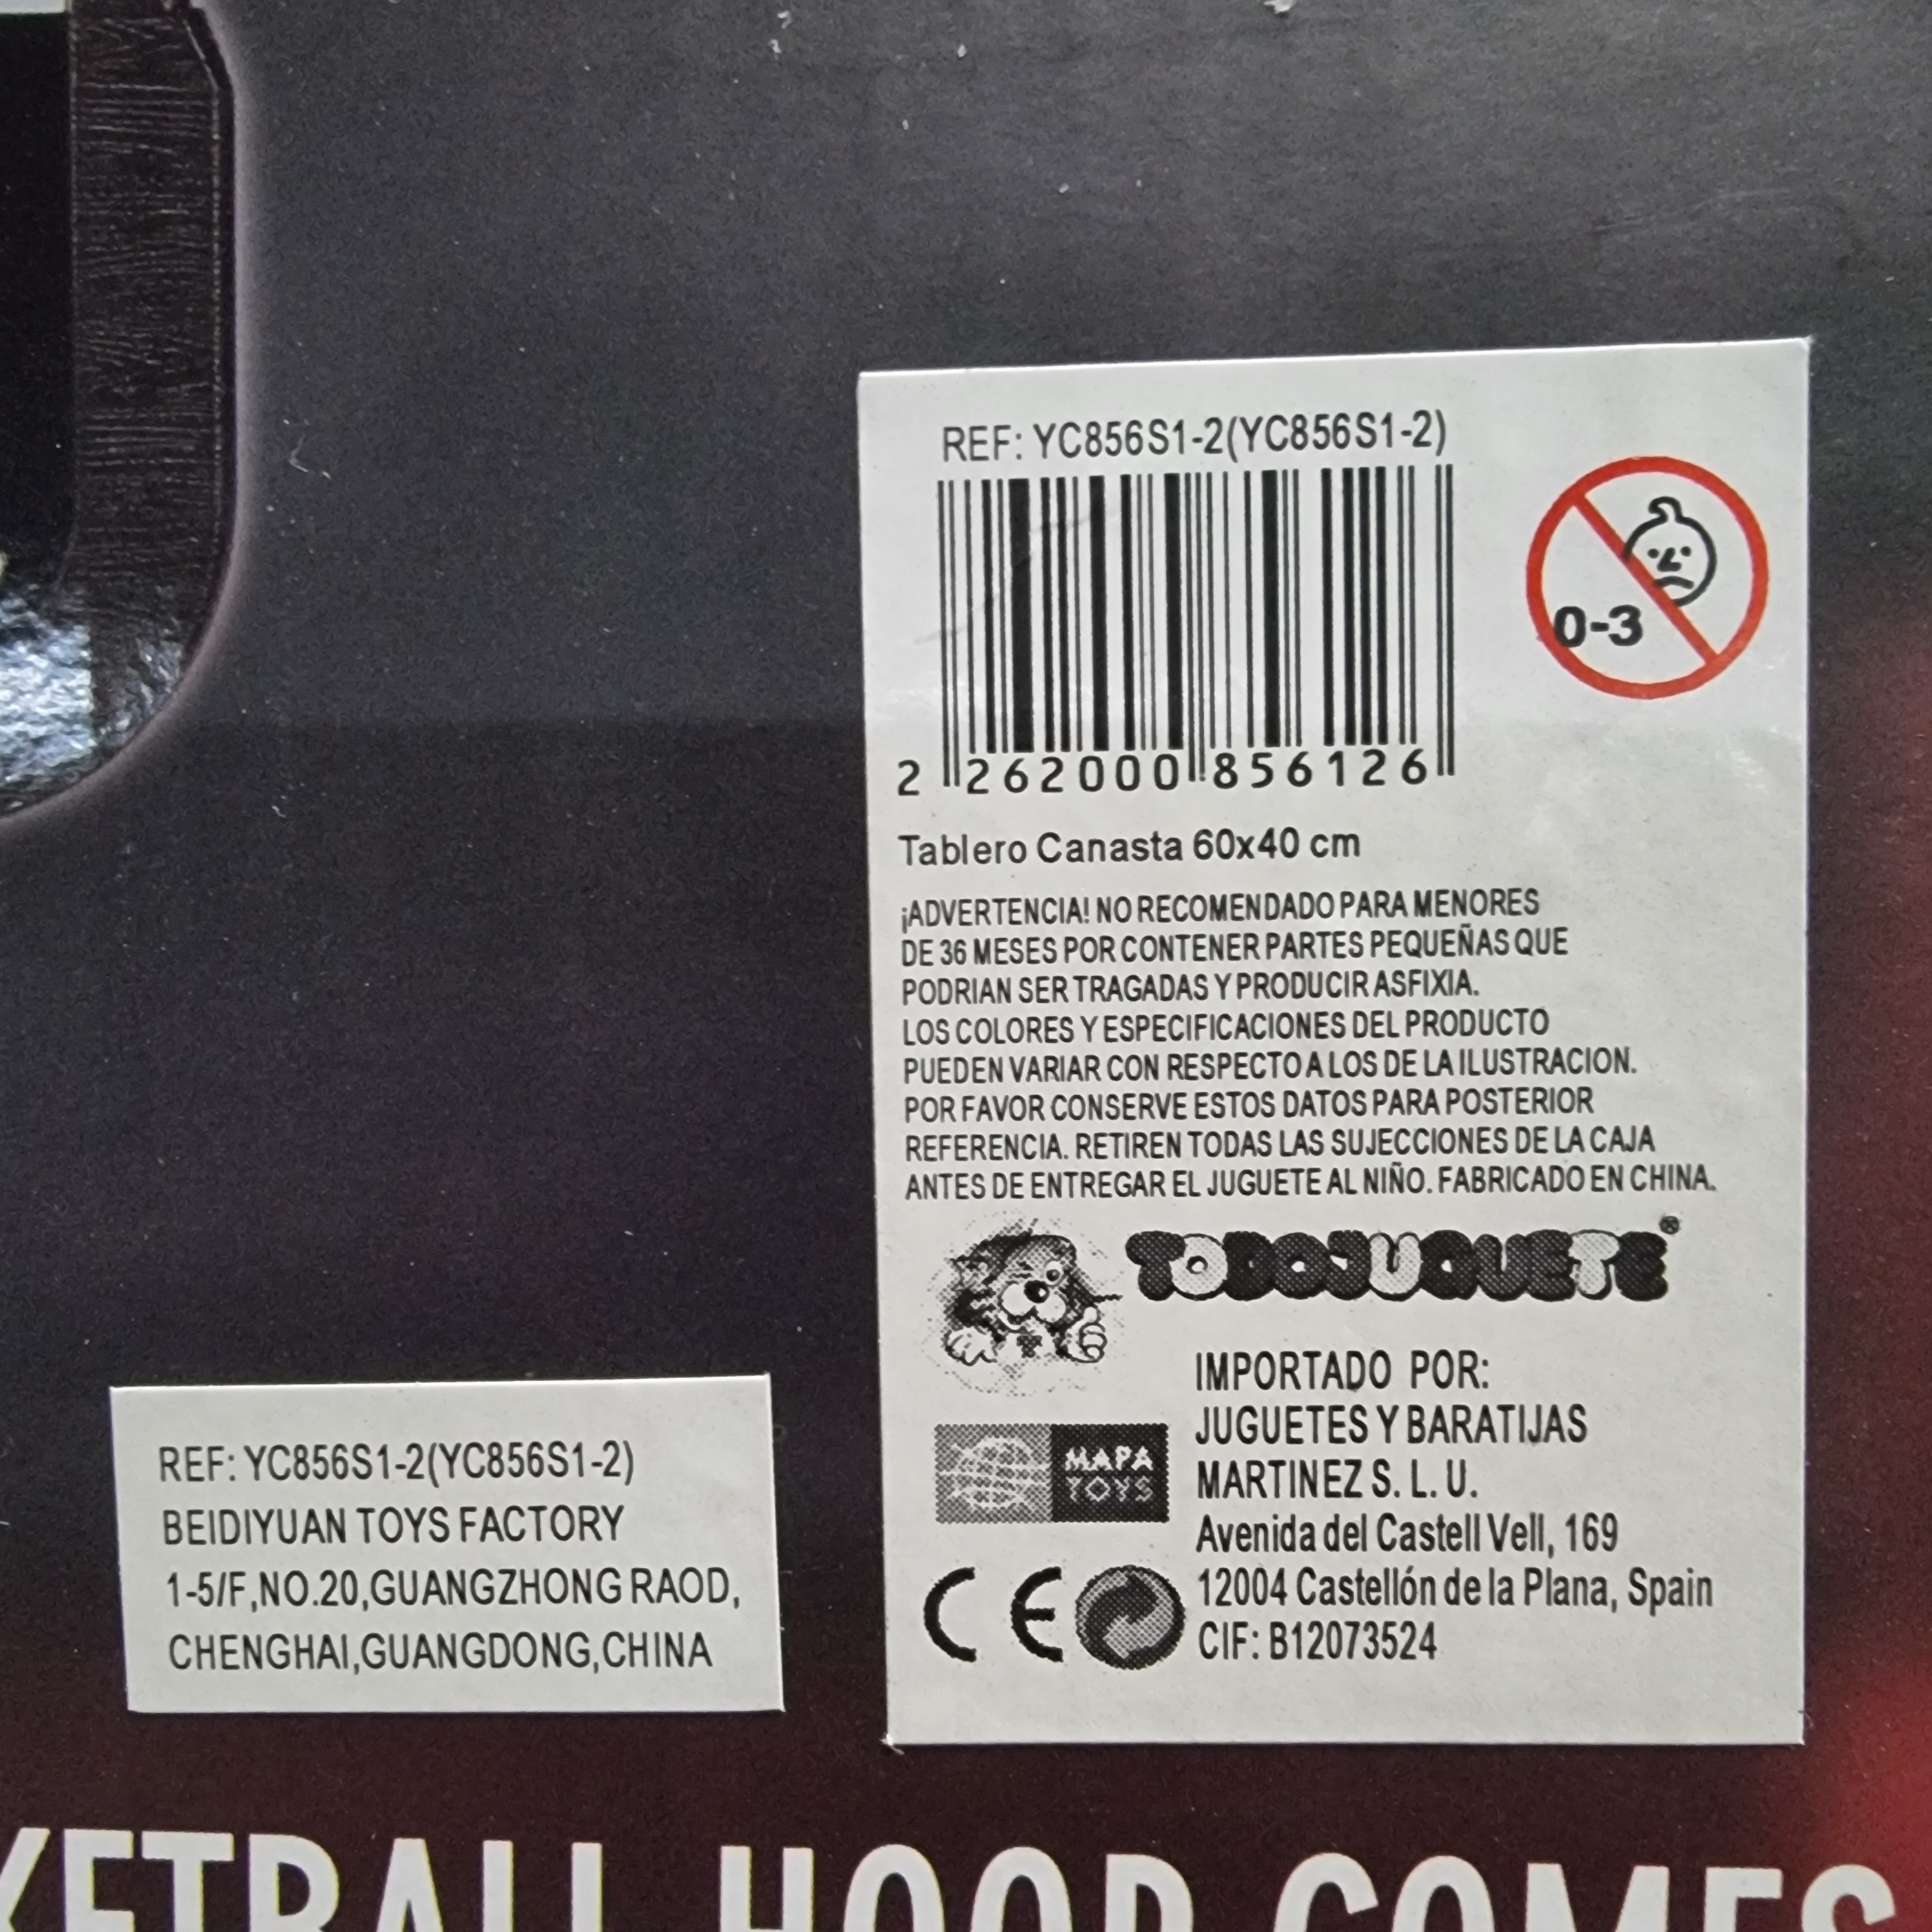 REF: YC856S1-2(YC856S1-2)
0-3
2 262000 856126
Tablero Canasta 60x40 cm
¡ADVERTENCIA! NO RECOMENDADO PARA MENORES
DE 36 MESES POR CONTENER PARTES PEQUEÑAS QUE
PODRIAN SER TRAGADAS Y PRODUCIR ASFIXIA.
LOS COLORES Y ESPECIFICACIONES DEL PRODUCTO
PUEDEN VARIAR CON RESPECTO A LOS DE LA ILUSTRACION.
POR FAVOR CONSERVE ESTOS DATOS PARA POSTERIOR
REFERENCIA. RETIREN TODAS LAS SUJECCIONES DE LA CAJA
ANTES DE ENTREGAR EL JUGUETE AL NIÑO. FABRICADO EN CHINA.
TODOJUGUETE®
MAPA
TOYS
IMPORTADO POR:
JUGUETES Y BARATIJAS
MARTINEZ S. L. U.
Avenida del Castell Vell, 169
12004 Castellón de la Plana, Spain
CIF: B12073524
CE
REF: YC856S1-2(YC856S1-2)
BEIDIYUAN TOYS FACTORY
1-5/F,NO.20,GUANGZHONG RAOD,
CHENGHAI,GUANGDONG,CHINA
KETBALL HOOP COMES